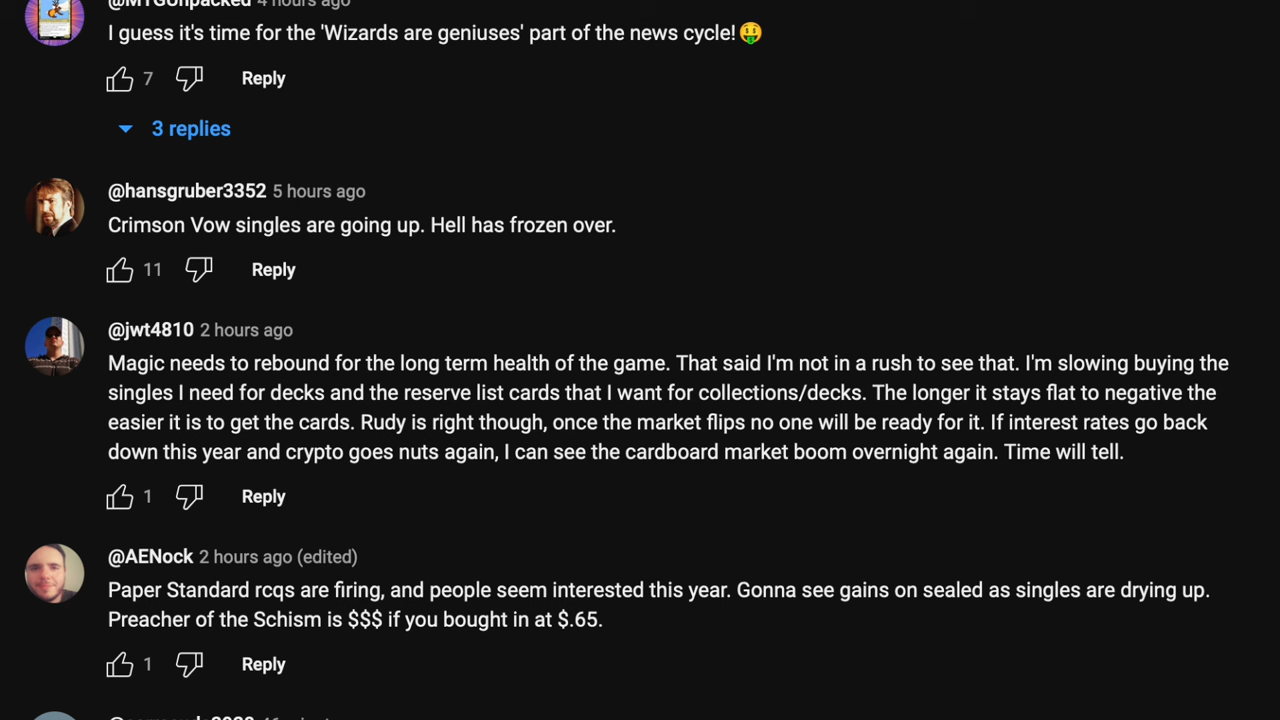 @MTGUnpacked 4 hours ago
I guess it's time for the 'Wizards are geniuses' part of the news cycle!🤑
7 Reply
3 replies
@hansgruber3352 5 hours ago
Crimson Vow singles are going up. Hell has frozen over.
11 Reply
@jwt4810 2 hours ago
Magic needs to rebound for the long term health of the game. That said I'm not in a rush to see that. I'm slowing buying the
singles I need for decks and the reserve list cards that I want for collections/decks. The longer it stays flat to negative the
easier it is to get the cards. Rudy is right though, once the market flips no one will be ready for it. If interest rates go back
down this year and crypto goes nuts again, I can see the cardboard market boom overnight again. Time will tell.
1 Reply
@AENock 2 hours ago (edited)
Paper Standard rcqs are firing, and people seem interested this year. Gonna see gains on sealed as singles are drying up.
Preacher of the Schism is $$$ if you bought in at $.65.
1 Reply